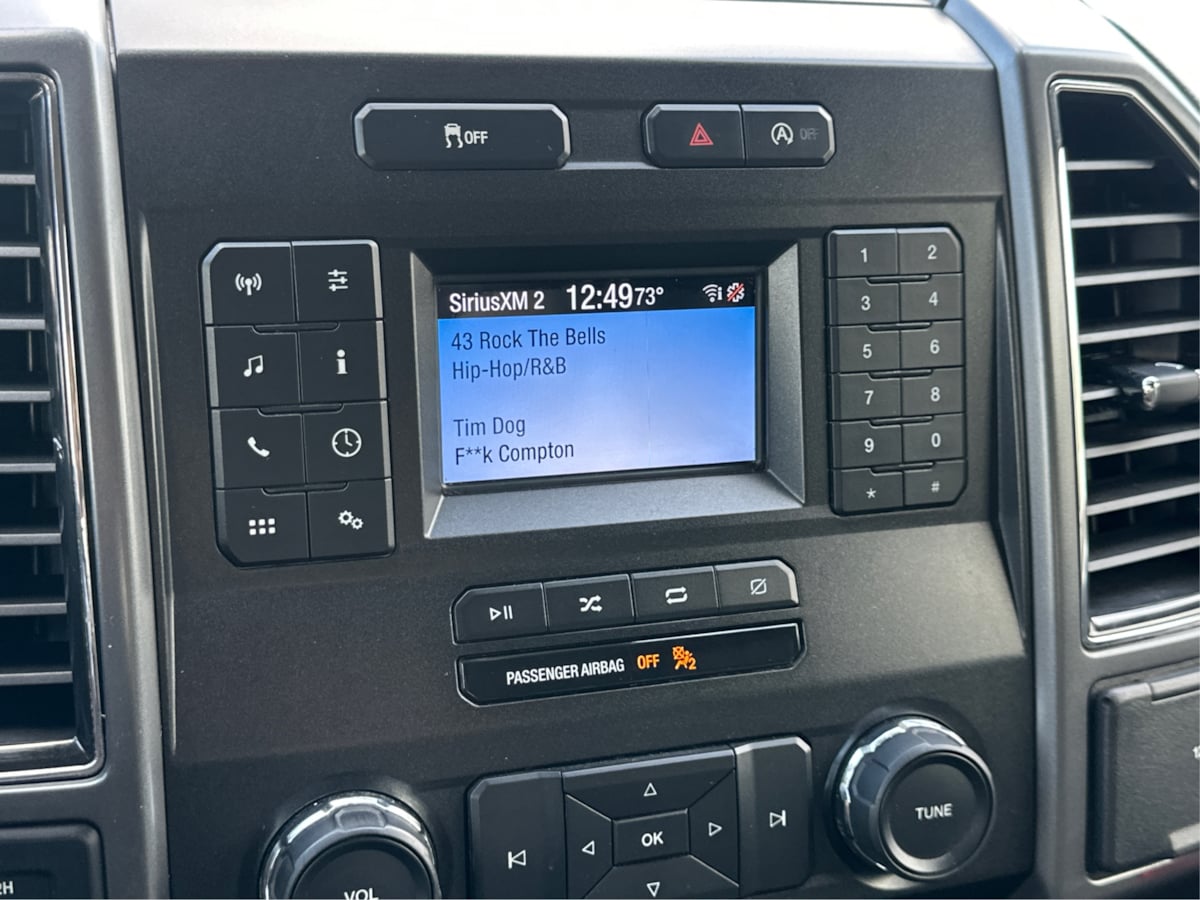 OFF
OFF
SiriusXM 2 12:49 73°
43 Rock The Bells
Hip-Hop/R&B
Tim Dog
F**k Compton
1 2
3 4
5 6
7 8
9 0
* #
PASSENGER AIRBAG OFF 2
OK
TUNE
VOL